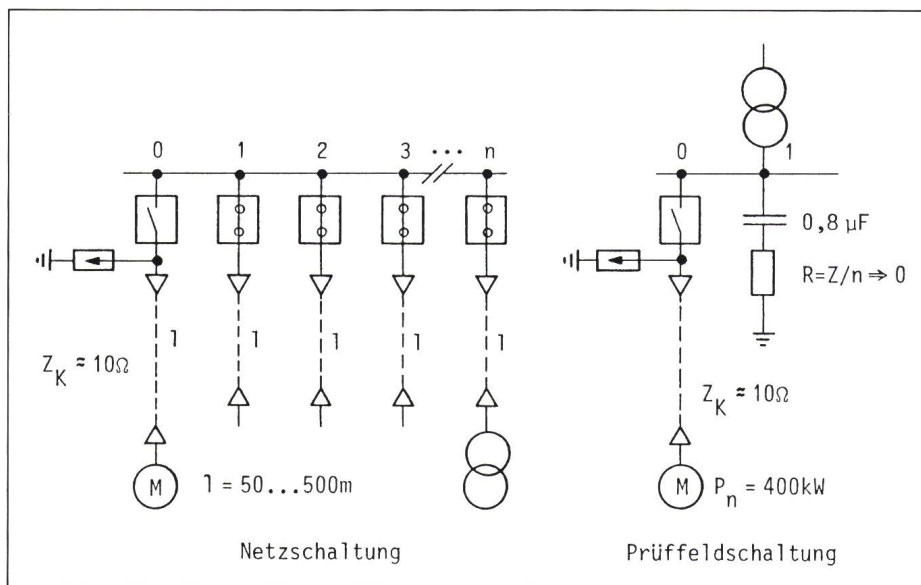 0 1 2 3 ... n
l l l l l
Z_K ≈ 10Ω
M l = 50...500m
Netzschaltung
0 1
0,8 µF
R=Z/n ⇒ 0
Z_K ≈ 10Ω
M P_n = 400kW
Prüffeldschaltung